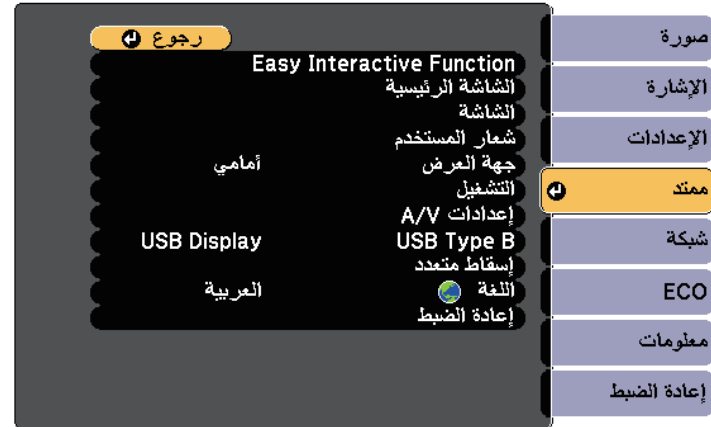 صورة
الإشارة
الإعدادات
ممتد
شبكة
ECO
معلومات
إعادة الضبط
رجوع
Easy Interactive Function
الشاشة الرئيسية
الشاشة
شعار المستخدم
جهة العرض أمامي
التشغيل
إعدادات A/V
USB Type B USB Display
إسقاط متعدد
اللغة العربية
إعادة الضبط